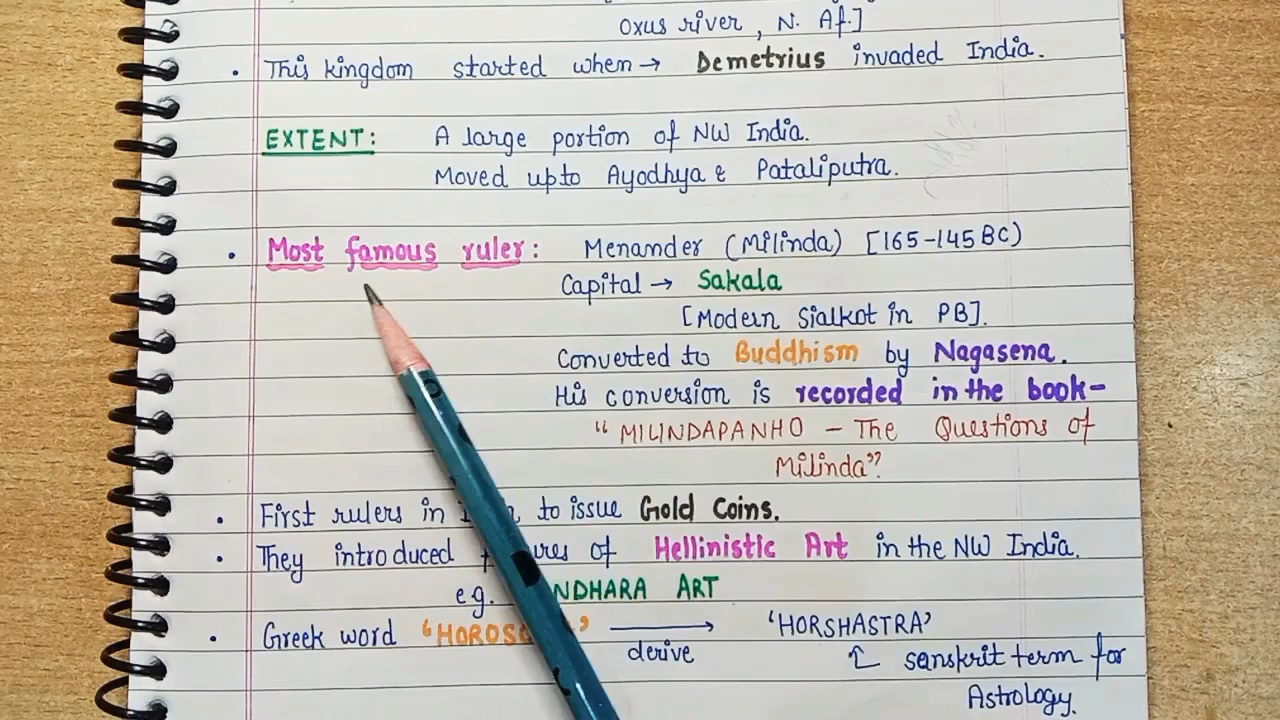 Oxus river, N. Af.]
• This kingdom started when → Demetrius invaded India.
EXTENT: A large portion of NW India.
Moved upto Ayodhya & Pataliputra.
• Most famous ruler: Menander (Milinda) [165-145 BC)
Capital → Sakala
[Modern Sialkot in PB].
Converted to Buddhism by Nagasena.
His conversion is recorded in the book-
"MILINDAPANHO - The Questions of
Milinda"
• First rulers in to issue Gold Coins.
• They introduced of Hellinistic Art in the NW India.
e.g. ART
• Greek word → 'HORSHASTRA'
derive
↑ sanskrit term for
Astrology.